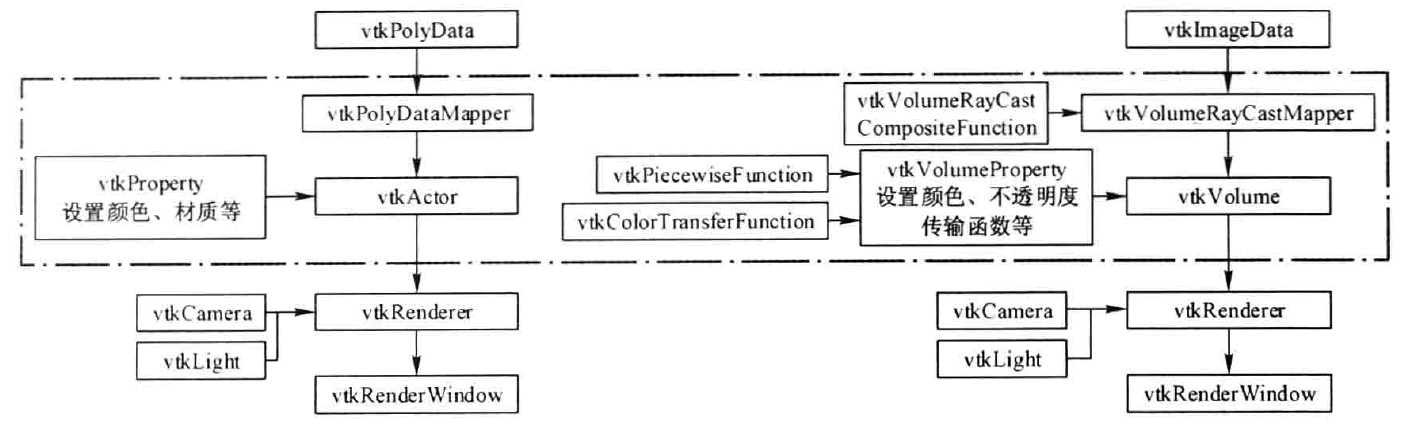 vtkPolyData
vtkPolyDataMapper
vtkProperty
设置颜色、材质等
vtkActor
vtkCamera
vtkLight
vtkRenderer
vtkRenderWindow
vtkImageData
vtkVolumeRayCast
CompositeFunction
vtkVolumeRayCastMapper
vtkPiecewiseFunction
vtkColorTransferFunction
vtkVolumeProperty
设置颜色、不透明度
传输函数等
vtkVolume
vtkCamera
vtkLight
vtkRenderer
vtkRenderWindow